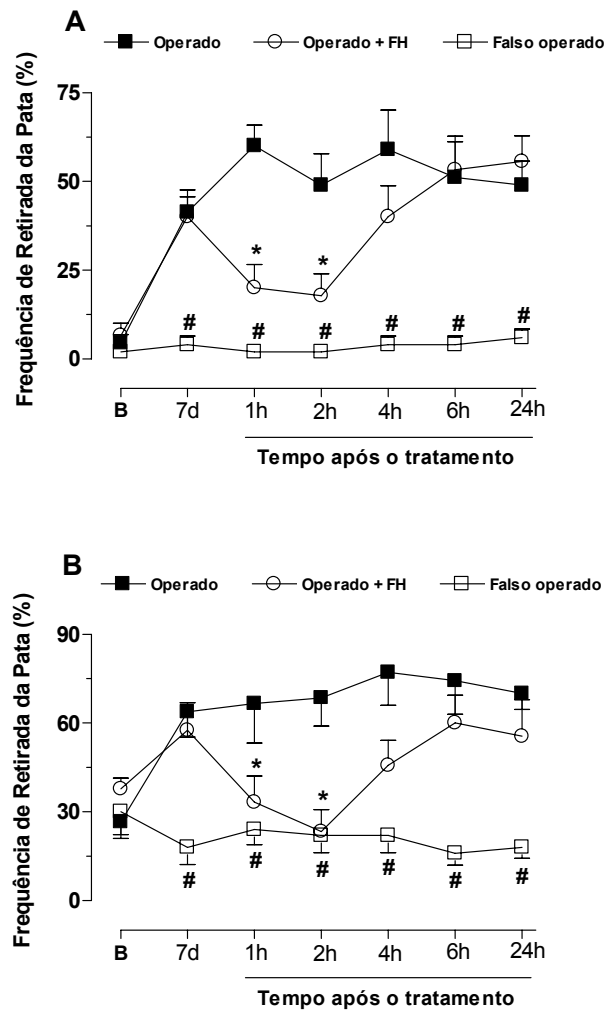 A
Operado Operado + FH Falso operado
Frequência de Retirada da Pata (%)
75
50
25
0
* *
# # # # # #
B 7d 1h 2h 4h 6h 24h
Tempo após o tratamento
B
Operado Operado + FH Falso operado
Frequência de Retirada da Pata (%)
90
60
30
0
* *
# # # # # #
B 7d 1h 2h 4h 6h 24h
Tempo após o tratamento